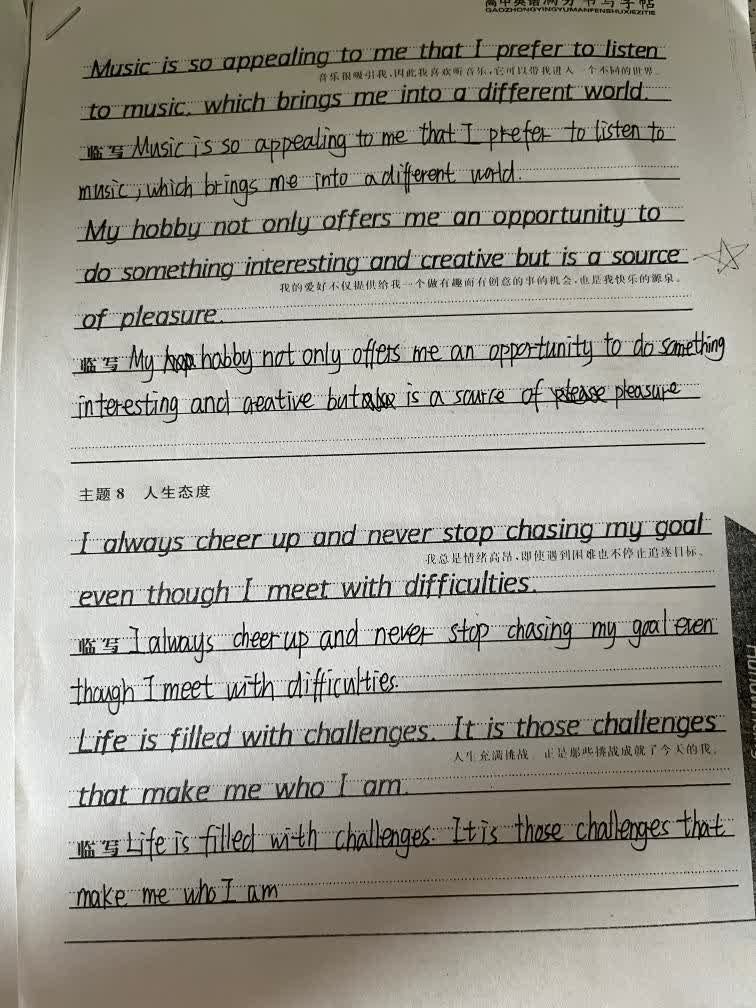 高中英语满分书写字帖
GAOZHONGYINGYUMANFENSHUXIEZITIE
Music is so appealing to me that I prefer to listen
音乐很吸引我,因此我喜欢听音乐,它可以带我进入一个不同的世界。
to music, which brings me into a different world.
临写 Music is so appealing to me that I prefer to listen to
music, which brings me into a different world.
My hobby not only offers me an opportunity to
do something interesting and creative but is a source
我的爱好不仅提供给我一个做有趣而有创意的事的机会,也是我快乐的源泉。
of pleasure.
临写 My habby not only offers me an opportunity to do something
interesting and creative but is a source of please pleasure
主题 8 人生态度
I always cheer up and never stop chasing my goal
我总是情绪高昂,即使遇到困难也不停止追逐目标。
even though I meet with difficulties.
临写 I always cheer up and never stop chasing my goal even
though I meet with difficulties.
Life is filled with challenges. It is those challenges
人生充满挑战,正是那些挑战成就了今天的我。
that make me who I am.
临写 Life is filled with challenges. It is those challenges that
make me who I am